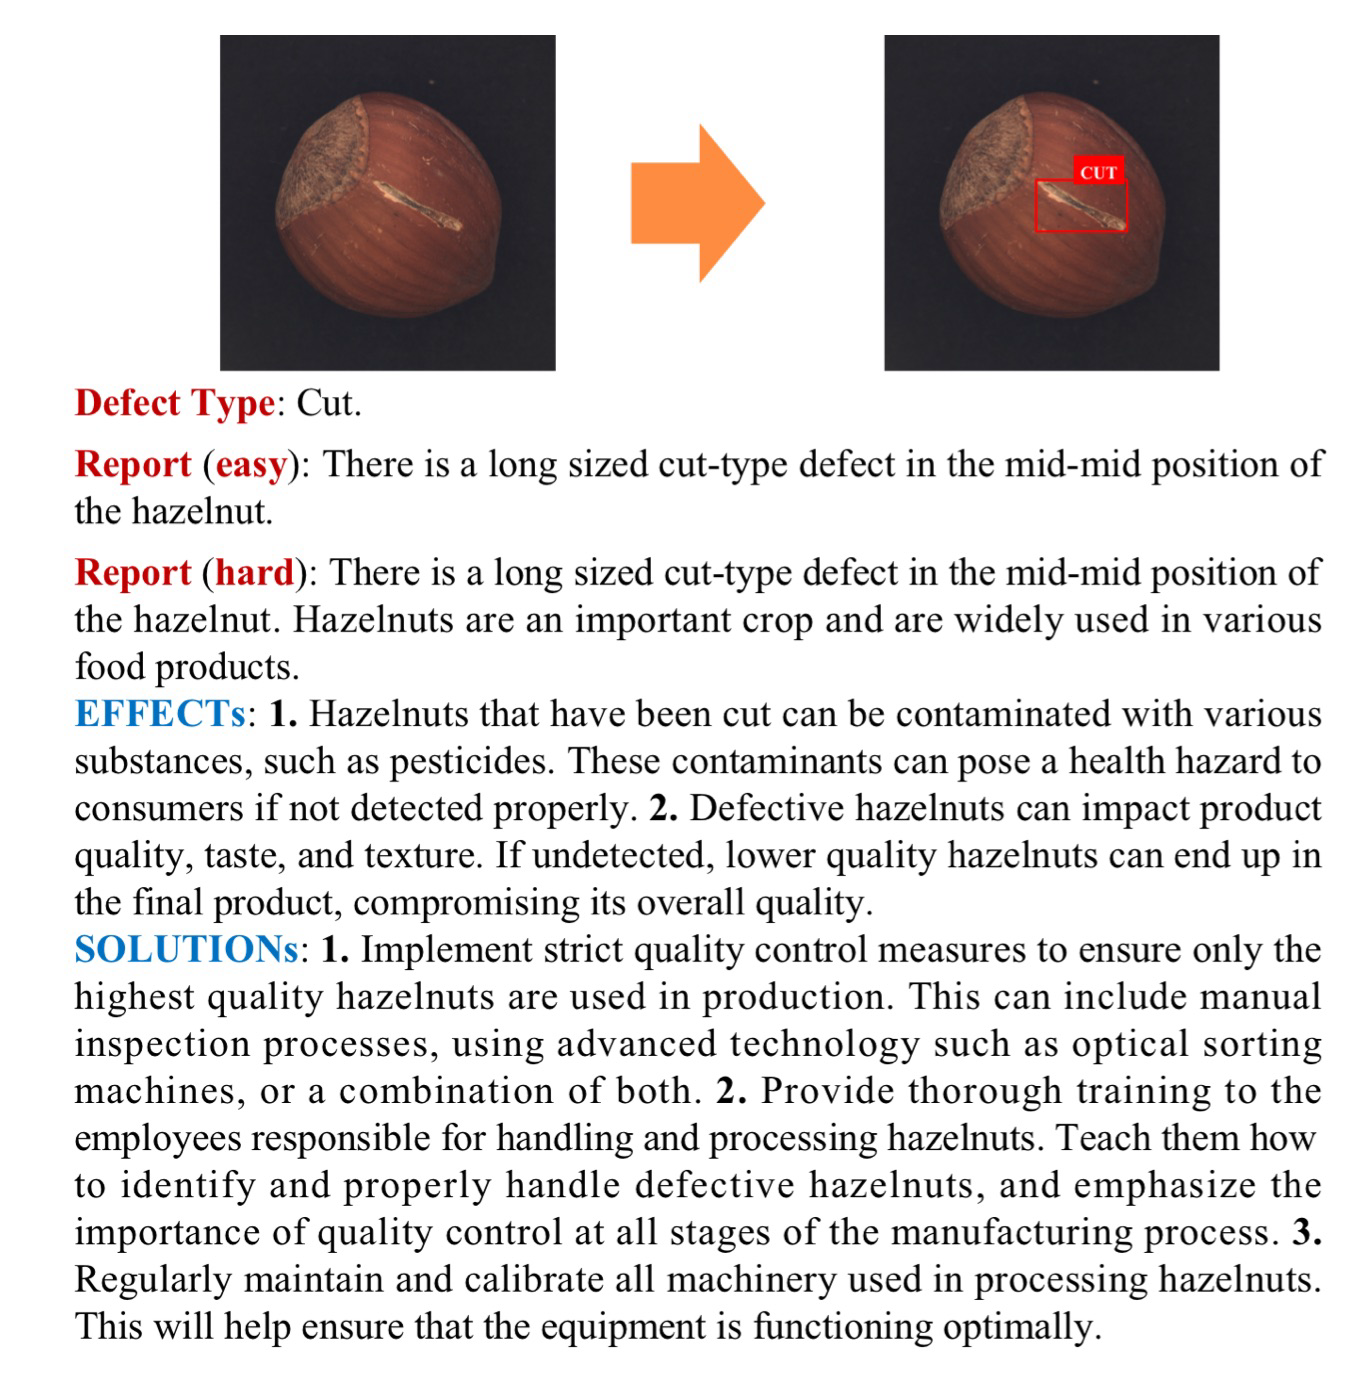 CUT
Defect Type: Cut.
Report (easy): There is a long sized cut-type defect in the mid-mid position of
the hazelnut.
Report (hard): There is a long sized cut-type defect in the mid-mid position of
the hazelnut. Hazelnuts are an important crop and are widely used in various
food products.
EFFECTs: 1. Hazelnuts that have been cut can be contaminated with various
substances, such as pesticides. These contaminants can pose a health hazard to
consumers if not detected properly. 2. Defective hazelnuts can impact product
quality, taste, and texture. If undetected, lower quality hazelnuts can end up in
the final product, compromising its overall quality.
SOLUTIONs: 1. Implement strict quality control measures to ensure only the
highest quality hazelnuts are used in production. This can include manual
inspection processes, using advanced technology such as optical sorting
machines, or a combination of both. 2. Provide thorough training to the
employees responsible for handling and processing hazelnuts. Teach them how
to identify and properly handle defective hazelnuts, and emphasize the
importance of quality control at all stages of the manufacturing process. 3.
Regularly maintain and calibrate all machinery used in processing hazelnuts.
This will help ensure that the equipment is functioning optimally.